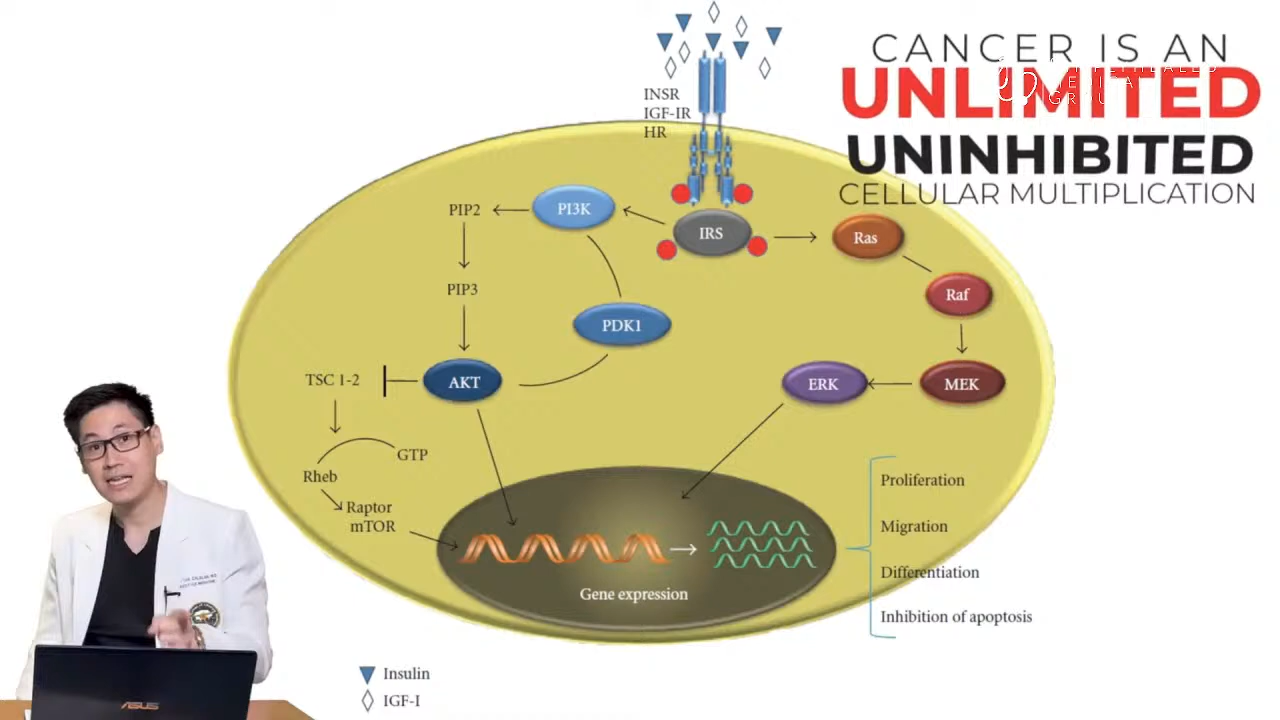 CANCER IS AN
UNLIMITED
UNINHIBITED
CELLULAR MULTIPLICATION
INSR
IGF-IR
HR
PIP2
PI3K
IRS
Ras
PIP3
Raf
PDK1
TSC 1-2
AKT
ERK
MEK
GTP
Rheb
Raptor
mTOR
Gene expression
Proliferation
Migration
Differentiation
Inhibition of apoptosis
Insulin
IGF-I
ASUS